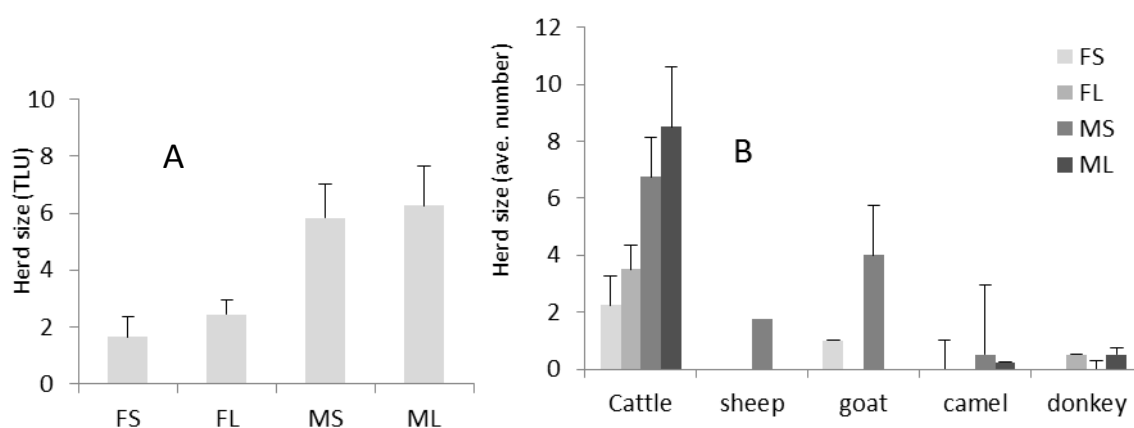 A
Herd size (TLU)
10
8
6
4
2
0
FS
FL
MS
ML
B
Herd size (ave. number)
12
10
8
6
4
2
0
Cattle
sheep
goat
camel
donkey
FS
FL
MS
ML